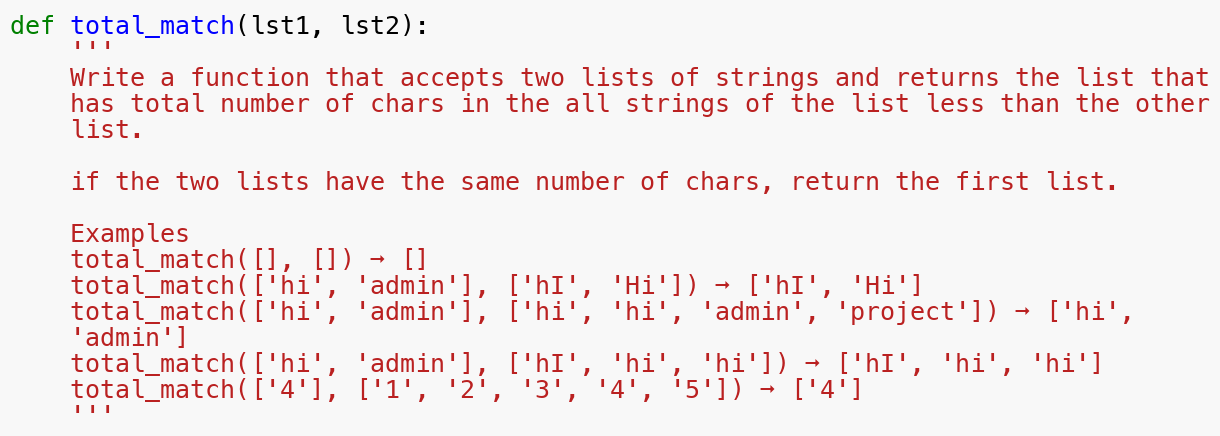 def total_match(lst1, lst2):
    '''
    Write a function that accepts two lists of strings and returns the list that
    has total number of chars in the all strings of the list less than the other
    list.

    if the two lists have the same number of chars, return the first list.

    Examples
    total_match([], []) → []
    total_match(['hi', 'admin'], ['hI', 'Hi']) → ['hI', 'Hi']
    total_match(['hi', 'admin'], ['hi', 'hi', 'admin', 'project']) → ['hi',
    'admin']
    total_match(['hi', 'admin'], ['hI', 'hi', 'hi']) → ['hI', 'hi', 'hi']
    total_match(['4'], ['1', '2', '3', '4', '5']) → ['4']
    '''